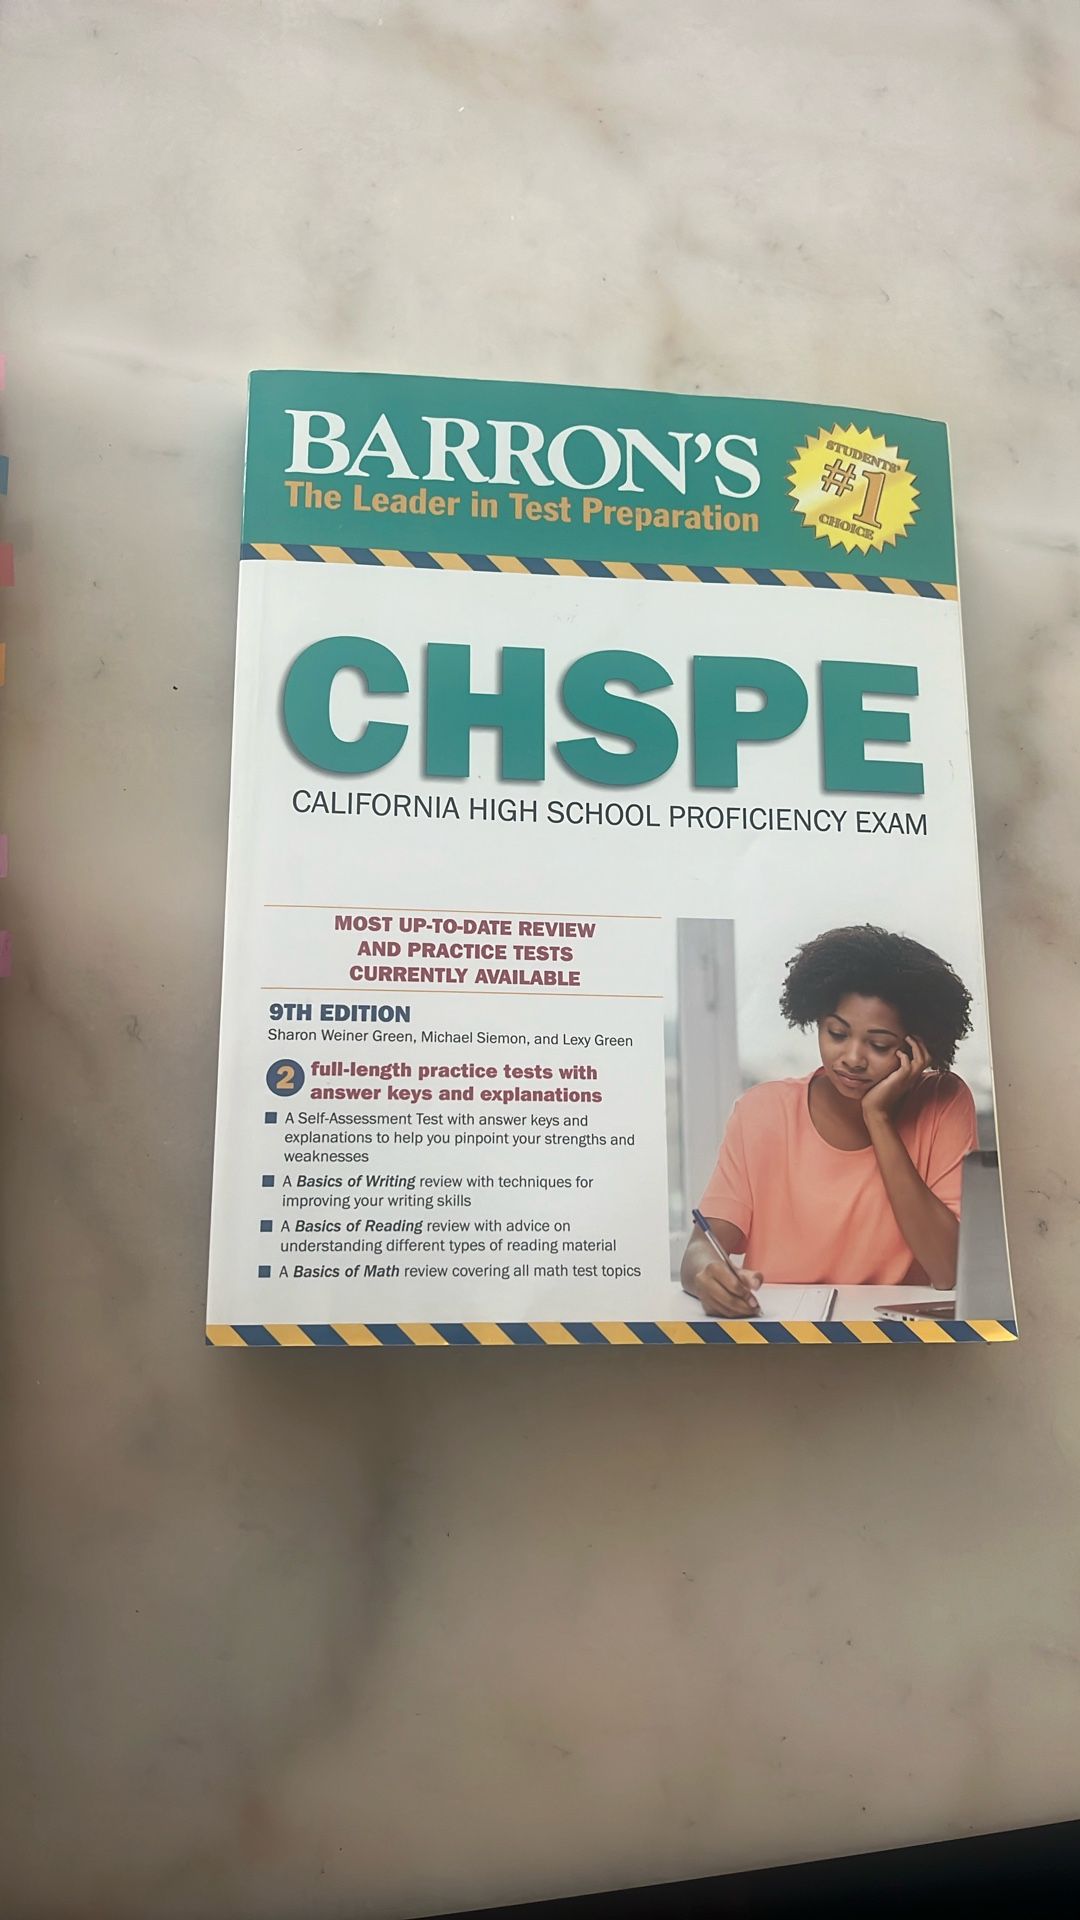 BARRON'S
The Leader in Test Preparation
STUDENTS'
#1
CHOICE
CHSPE
CALIFORNIA HIGH SCHOOL PROFICIENCY EXAM
MOST UP-TO-DATE REVIEW
AND PRACTICE TESTS
CURRENTLY AVAILABLE
9TH EDITION
Sharon Weiner Green, Michael Siemon, and Lexy Green
2 full-length practice tests with
answer keys and explanations
■ A Self-Assessment Test with answer keys and
explanations to help you pinpoint your strengths and
weaknesses
■ A Basics of Writing review with techniques for
improving your writing skills
■ A Basics of Reading review with advice on
understanding different types of reading material
■ A Basics of Math review covering all math test topics